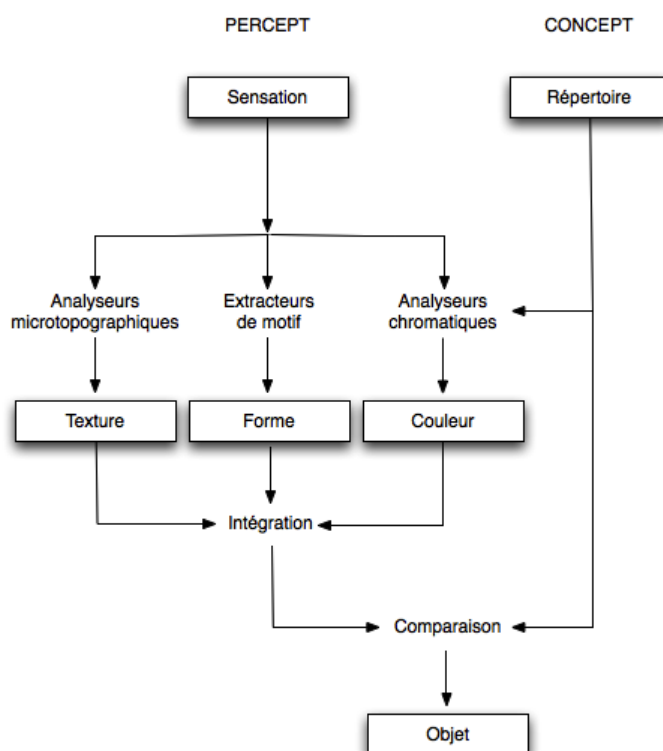 PERCEPT
CONCEPT
Sensation
Répertoire
Analyseurs
microtopographiques
Extracteurs
de motif
Analyseurs
chromatiques
Texture
Forme
Couleur
Intégration
Comparaison
Objet